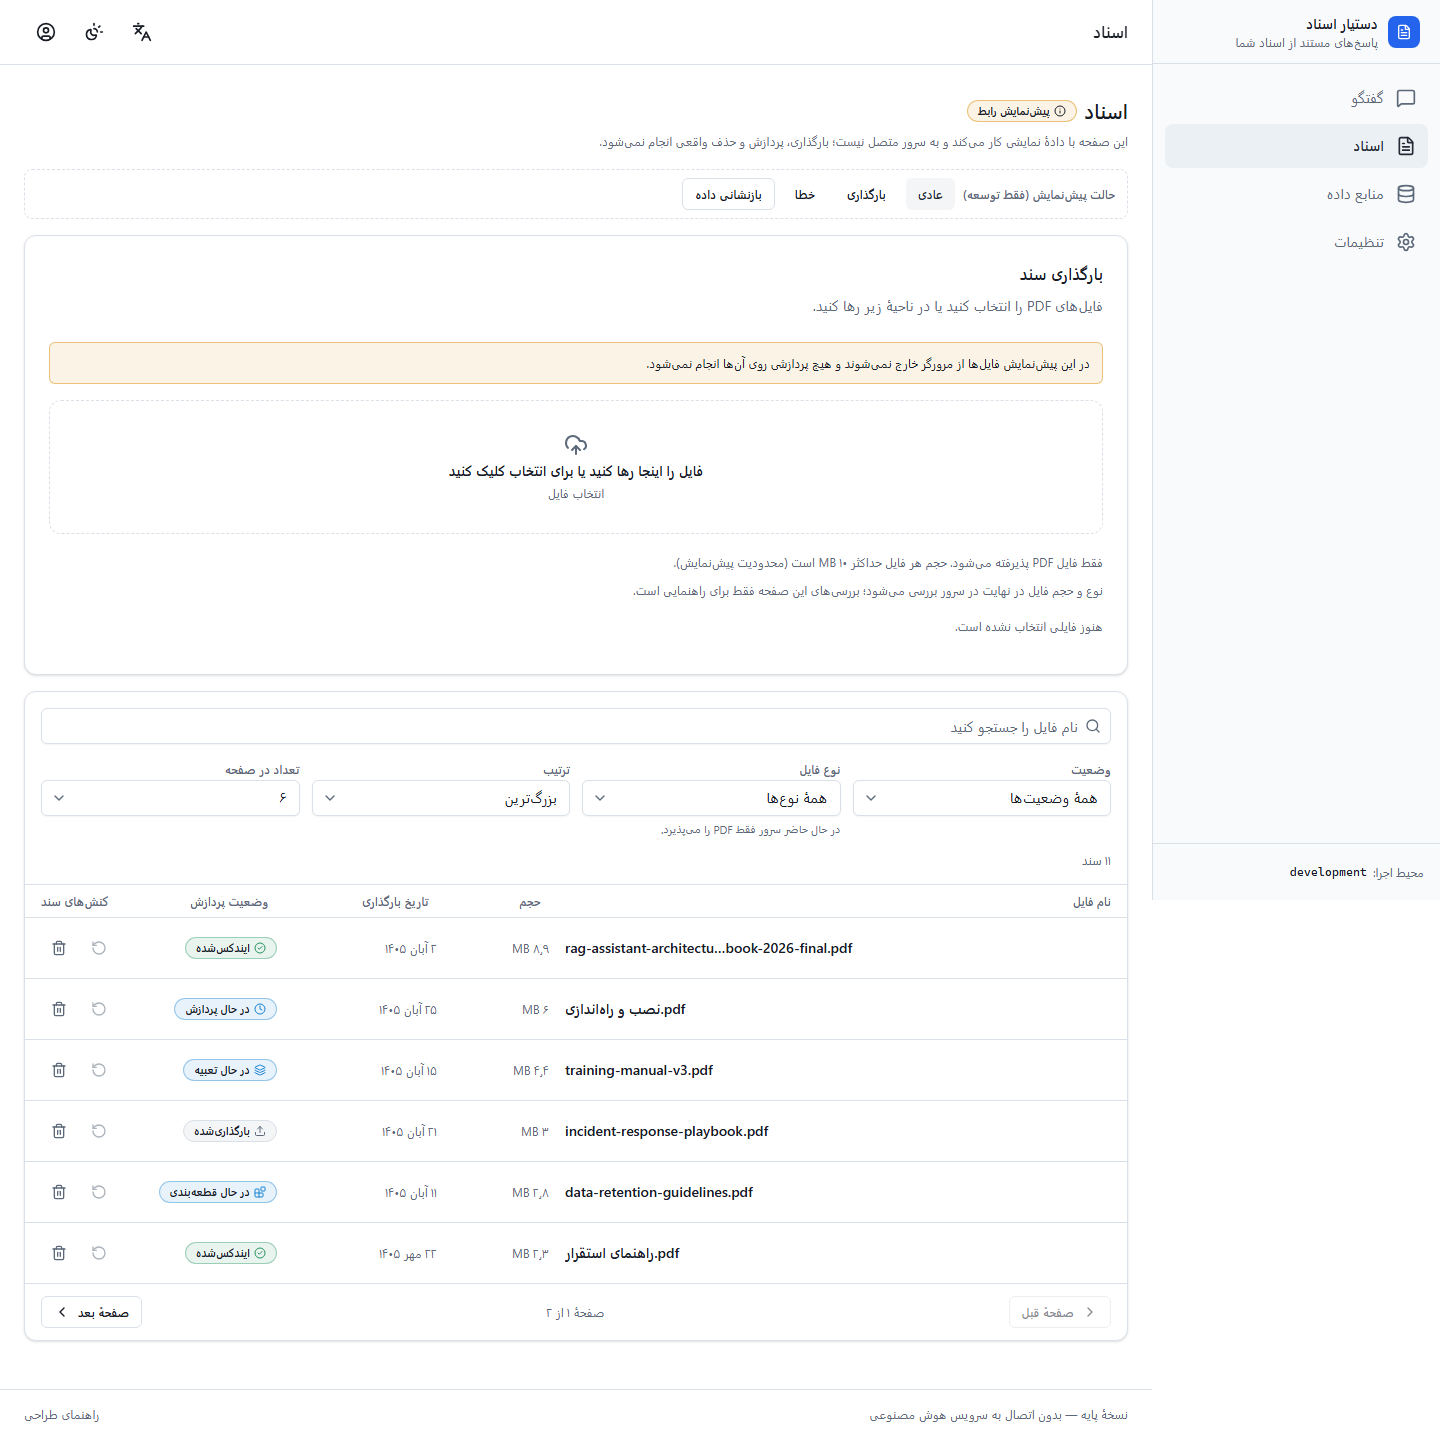 دستیار اسناد
پاسخ‌های مستند از اسناد شما
گفتگو
اسناد
منابع داده
تنظیمات
محیط اجرا: development
اسناد
اسناد
پیش‌نمایش رابط
این صفحه با دادهٔ نمایشی کار می‌کند و به سرور متصل نیست؛ بارگذاری، پردازش و حذف واقعی انجام نمی‌شود.
حالت پیش‌نمایش (فقط توسعه) عادی بارگذاری خطا بازنشانی داده
بارگذاری سند
فایل‌های PDF را انتخاب کنید یا در ناحیهٔ زیر رها کنید.
در این پیش‌نمایش فایل‌ها از مرورگر خارج نمی‌شوند و هیچ پردازشی روی آن‌ها انجام نمی‌شود.
فایل را اینجا رها کنید یا برای انتخاب کلیک کنید
انتخاب فایل
فقط فایل PDF پذیرفته می‌شود. حجم هر فایل حداکثر ۱۰ MB است (محدودیت پیش‌نمایش).
نوع و حجم فایل در نهایت در سرور بررسی می‌شود؛ بررسی‌های این صفحه فقط برای راهنمایی است.
هنوز فایلی انتخاب نشده است.
نام فایل را جستجو کنید
وضعیت نوع فایل ترتیب تعداد در صفحه
همهٔ وضعیت‌ها همهٔ نوع‌ها بزرگ‌ترین ۶
در حال حاضر سرور فقط PDF را می‌پذیرد.
۱۱ سند
نام فایل حجم تاریخ بارگذاری وضعیت پردازش کنش‌های سند
rag-assistant-architectu...book-2026-final.pdf ۸٫۹ MB ۲ آبان ۱۴۰۵ ایندکس‌شده
نصب و راه‌اندازی.pdf ۶ MB ۲۵ آبان ۱۴۰۵ در حال پردازش
training-manual-v3.pdf ۴٫۴ MB ۱۵ آبان ۱۴۰۵ در حال تعبیه
incident-response-playbook.pdf ۳ MB ۲۱ آبان ۱۴۰۵ بارگذاری‌شده
data-retention-guidelines.pdf ۲٫۸ MB ۱۱ آبان ۱۴۰۵ در حال قطعه‌بندی
راهنمای استقرار.pdf ۲٫۳ MB ۲۲ مهر ۱۴۰۵ ایندکس‌شده
صفحهٔ قبل صفحهٔ ۱ از ۲ صفحهٔ بعد
نسخهٔ پایه — بدون اتصال به سرویس هوش مصنوعی راهنمای طراحی